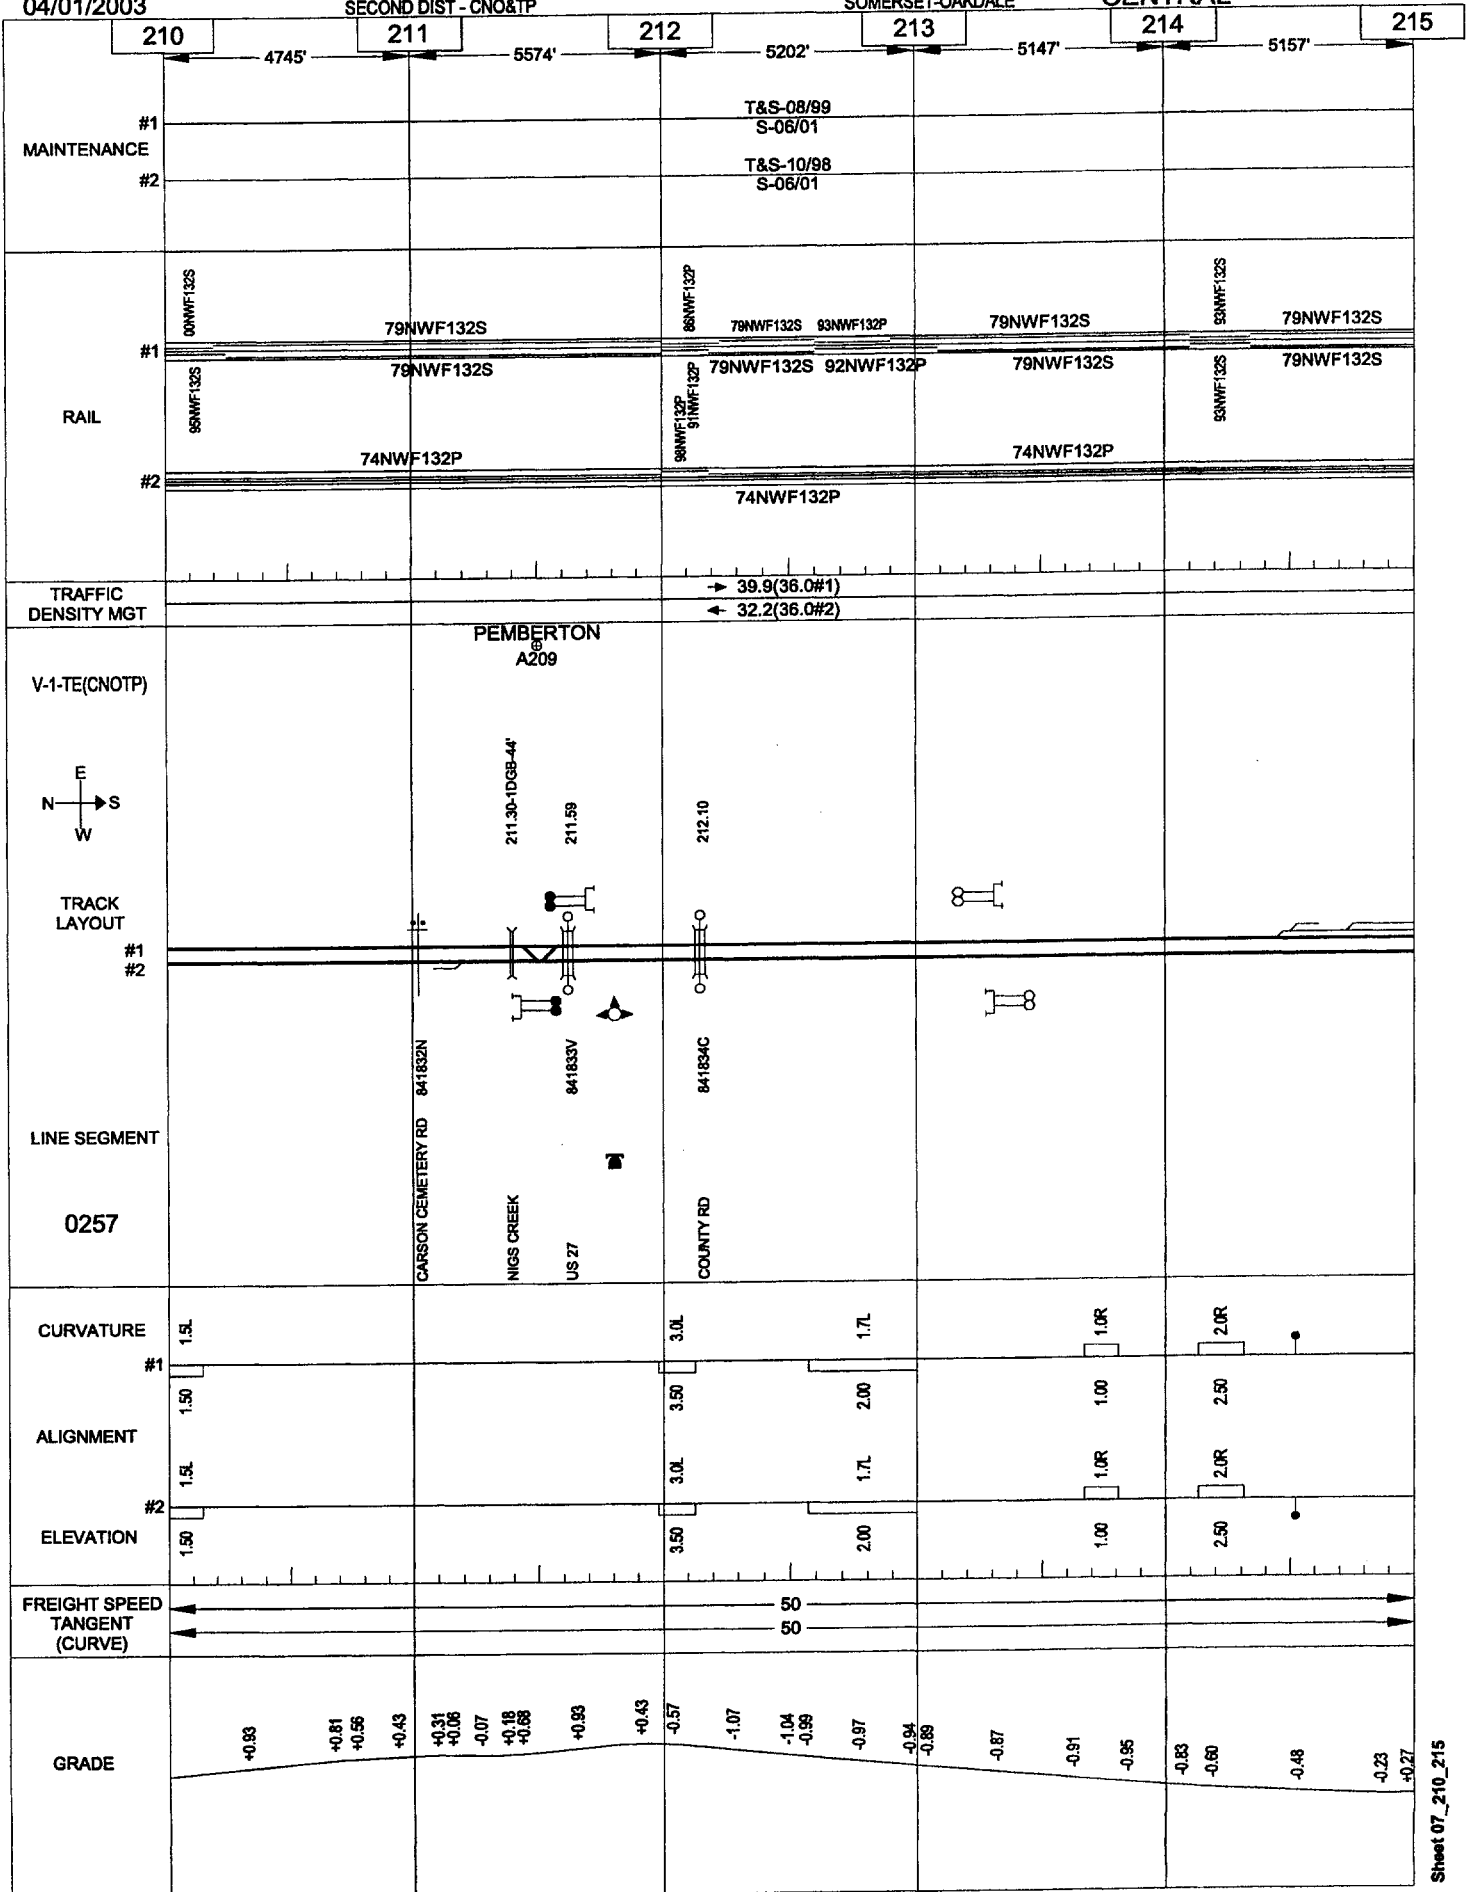 04/01/2003
SECOND DIST - CNO&TP
SOMERSET-OAKDALE
CENTRAL
210 211 212 213 214 215
4745' 5574' 5202' 5147' 5157'
#1
T&S-08/99
S-06/01
MAINTENANCE
#2
T&S-10/98
S-06/01
00NWF132S
86NWF132P
93NWF132S
79NWF132S 79NWF132S 93NWF132P 79NWF132S 79NWF132S
#1
79NWF132S 79NWF132S 92NWF132P 79NWF132S 79NWF132S
95NWF132S
98NWF132P
91NWF132P
93NWF132S
RAIL
74NWF132P 74NWF132P
#2
74NWF132P
TRAFFIC
DENSITY MGT
39.9(36.0#1)
32.2(36.0#2)
PEMBERTON
A209
V-1-TE(CNOTP)
E
N S
W
211.30-1DGB-44'
211.59
212.10
TRACK
LAYOUT
#1
#2
841832N
841833V
841834C
LINE SEGMENT
0257
CARSON CEMETERY RD
NIGS CREEK
US 27
COUNTY RD
CURVATURE
1.5L 3.0L 1.7L 1.0R 2.0R
#1
1.50 3.50 2.00 1.00 2.50
ALIGNMENT
1.5L 3.0L 1.7L 1.0R 2.0R
#2
ELEVATION
1.50 3.50 2.00 1.00 2.50
FREIGHT SPEED
TANGENT
(CURVE)
50
50
GRADE
+0.93 +0.81 +0.56 +0.43 +0.31 +0.06 -0.07 +0.18 +0.68 +0.93 +0.43 -0.57 -1.07 -1.04 -0.99 -0.97 -0.94 -0.89 -0.87 -0.91 -0.95 -0.83 -0.60 -0.48 -0.23 +0.27
Sheet 07_210_215